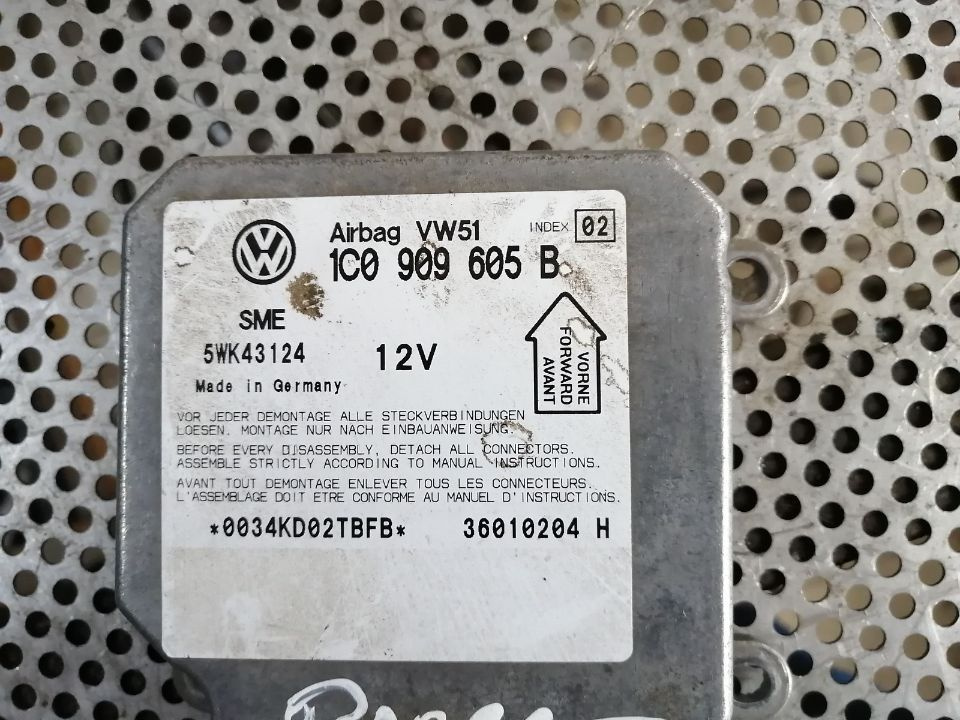 Airbag VW51 INDEX 02
1C0 909 605 B
SME
5WK43124 12V
Made in Germany
VORNE
FORWARD
AVANT
VOR JEDER DEMONTAGE ALLE STECKVERBINDUNGEN
LOESEN. MONTAGE NUR NACH EINBAUANWEISUNG.
BEFORE EVERY DISASSEMBLY, DETACH ALL CONNECTORS.
ASSEMBLE STRICTLY ACCORDING TO MANUAL INSTRUCTIONS.
AVANT TOUT DEMONTAGE ENLEVER TOUS LES CONNECTEURS.
L'ASSEMBLAGE DOIT ETRE CONFORME AU MANUEL D'INSTRUCTIONS.
*0034KD02TBFB* 36010204 H